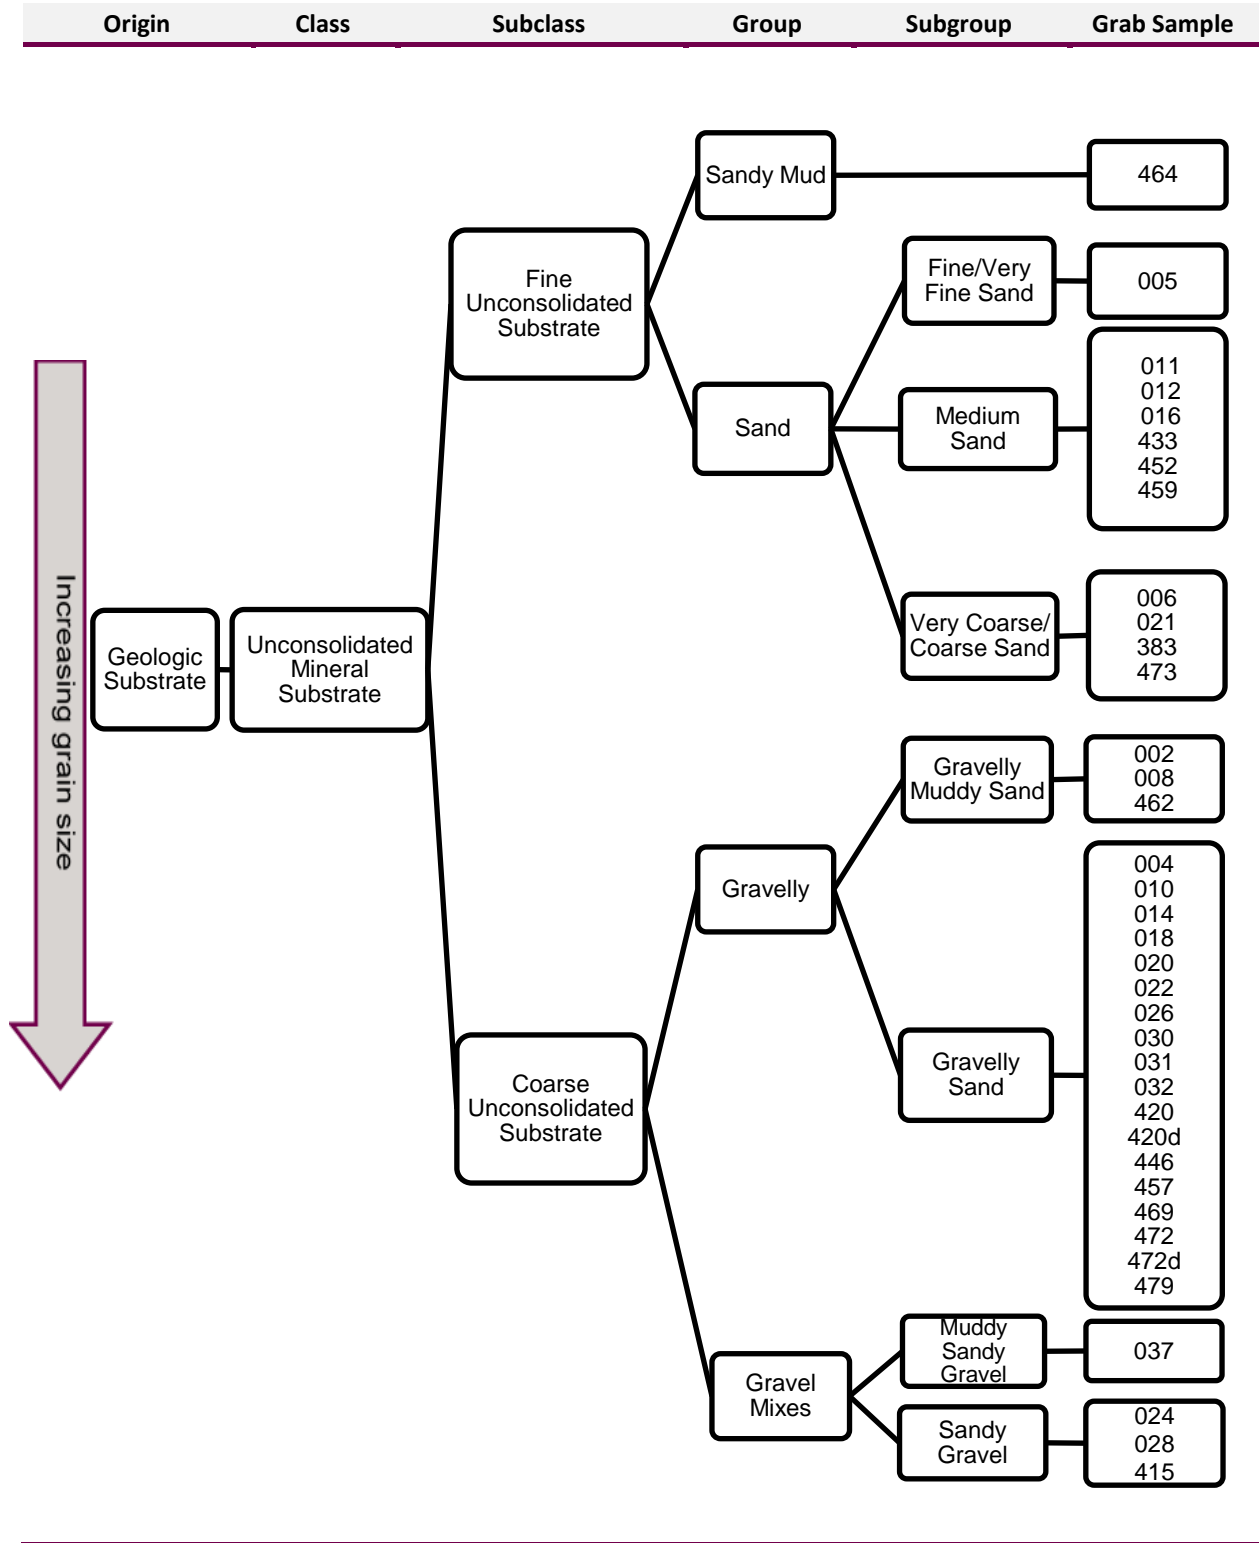 Origin Class Subclass Group Subgroup Grab Sample
Sandy Mud
464
Fine
Unconsolidated
Substrate
Fine/Very
Fine Sand
005
Sand
Medium
Sand
011
012
016
433
452
459
Increasing grain size
Geologic
Substrate
Unconsolidated
Mineral
Substrate
Very Coarse/
Coarse Sand
006
021
383
473
Gravelly
Muddy Sand
002
008
462
Gravelly
Gravelly
Sand
004
010
014
018
020
022
026
030
031
032
420
420d
446
457
469
472
472d
479
Coarse
Unconsolidated
Substrate
Gravel
Mixes
Muddy
Sandy
Gravel
037
Sandy
Gravel
024
028
415